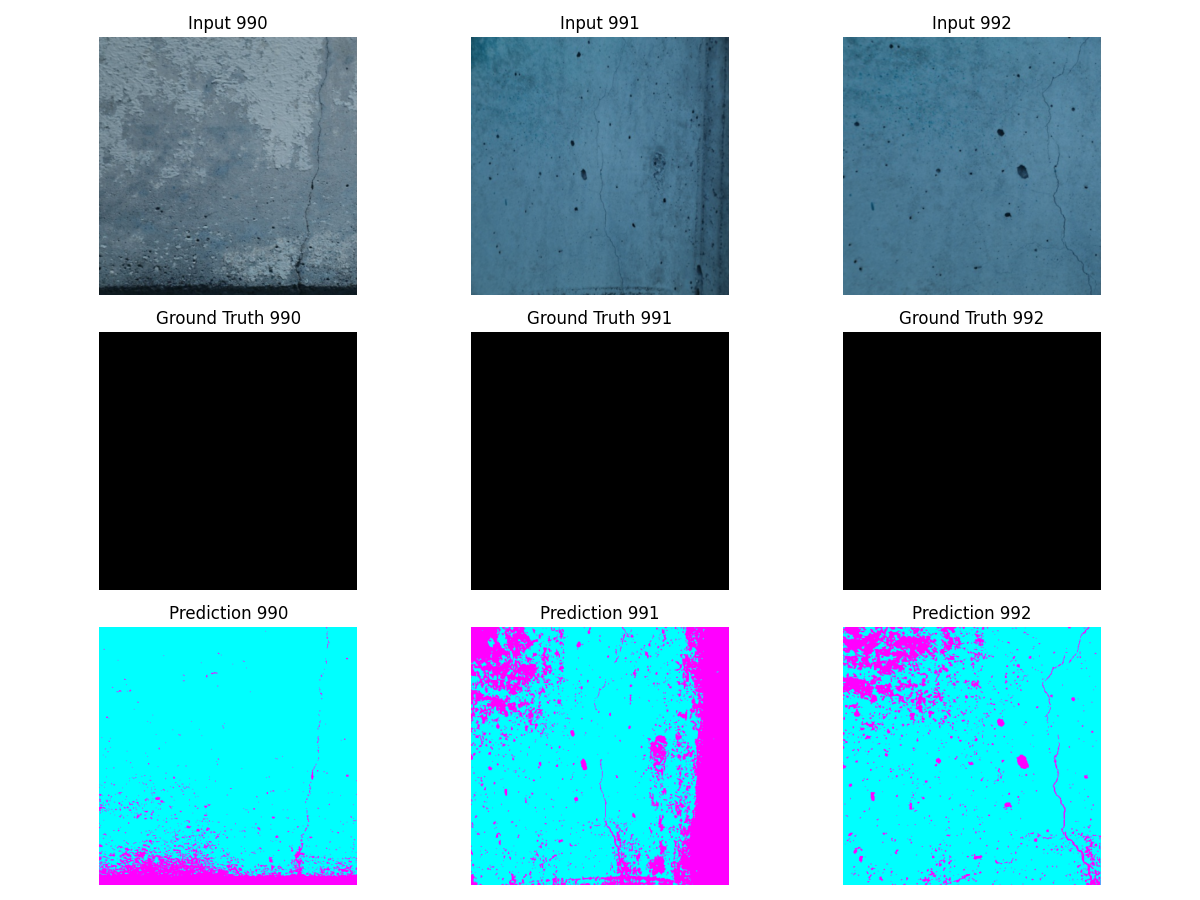 Input 990
Input 991
Input 992
Ground Truth 990
Ground Truth 991
Ground Truth 992
Prediction 990
Prediction 991
Prediction 992